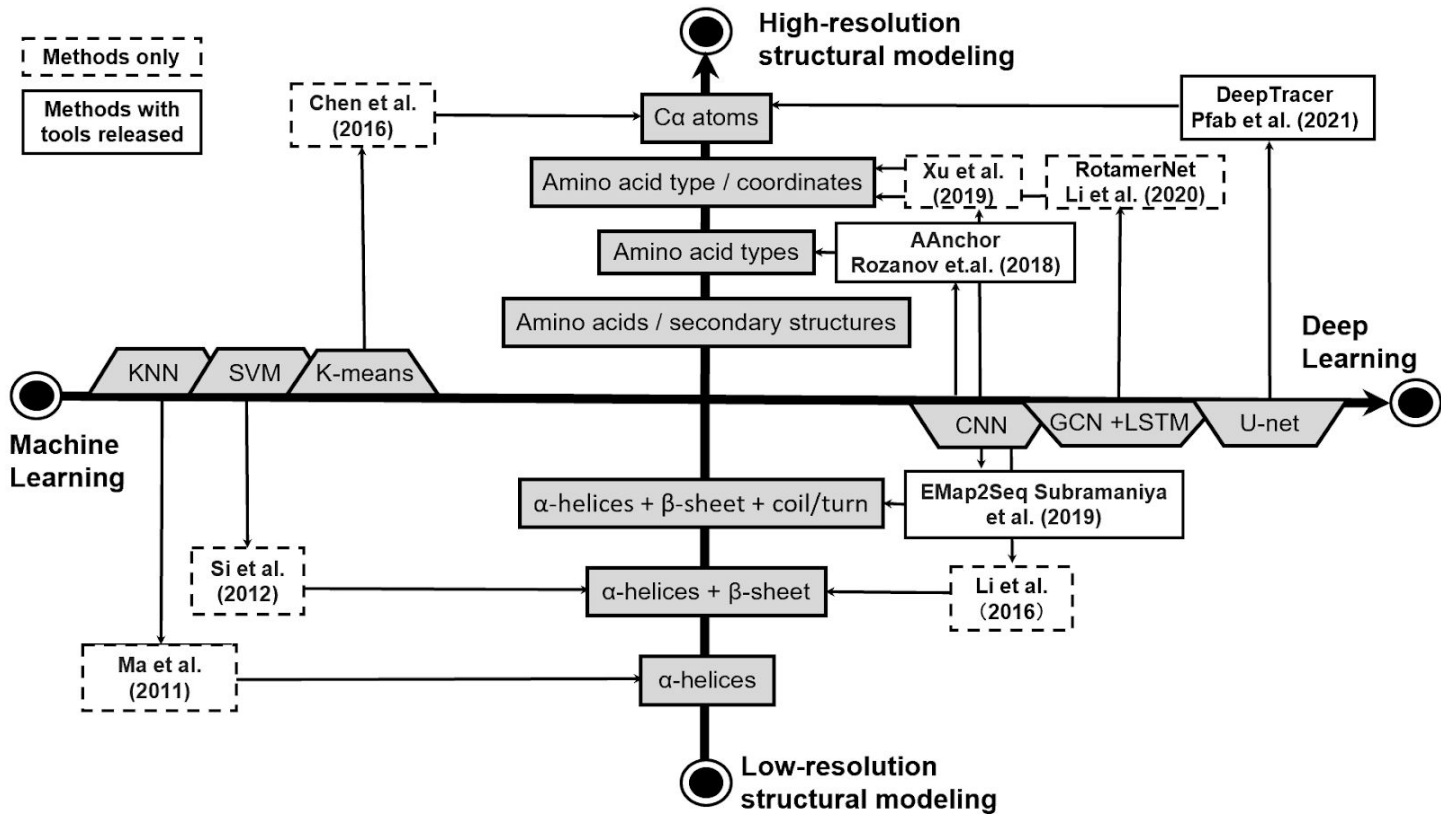 High-resolution
structural modeling
Methods only
Methods with
tools released
Chen et al.
(2016)
Cα atoms
DeepTracer
Pfab et al. (2021)
Amino acid type / coordinates
Xu et al.
(2019)
RotamerNet
Li et al. (2020)
Amino acid types
AAnchor
Rozanov et.al. (2018)
Amino acids / secondary structures
Deep
Learning
KNN
SVM
K-means
CNN
GCN +LSTM
U-net
Machine
Learning
α-helices + β-sheet + coil/turn
EMap2Seq Subramaniya
et al. (2019)
Si et al.
(2012)
α-helices + β-sheet
Li et al.
(2016）
Ma et al.
(2011)
α-helices
Low-resolution
structural modeling